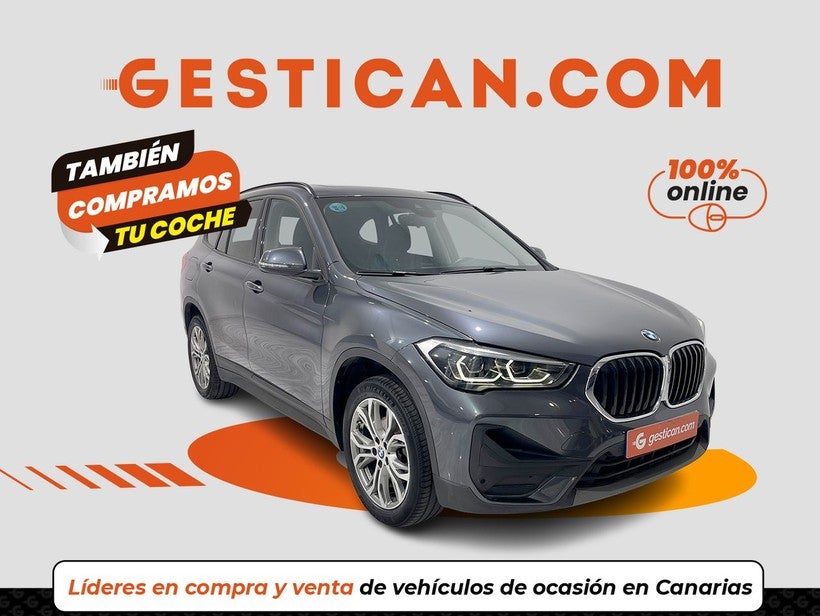 GESTICAN.COM
TAMBIÉN
COMPRAMOS
TU COCHE
100%
online
gestican.com
Líderes en compra y venta de vehículos de ocasión en Canarias